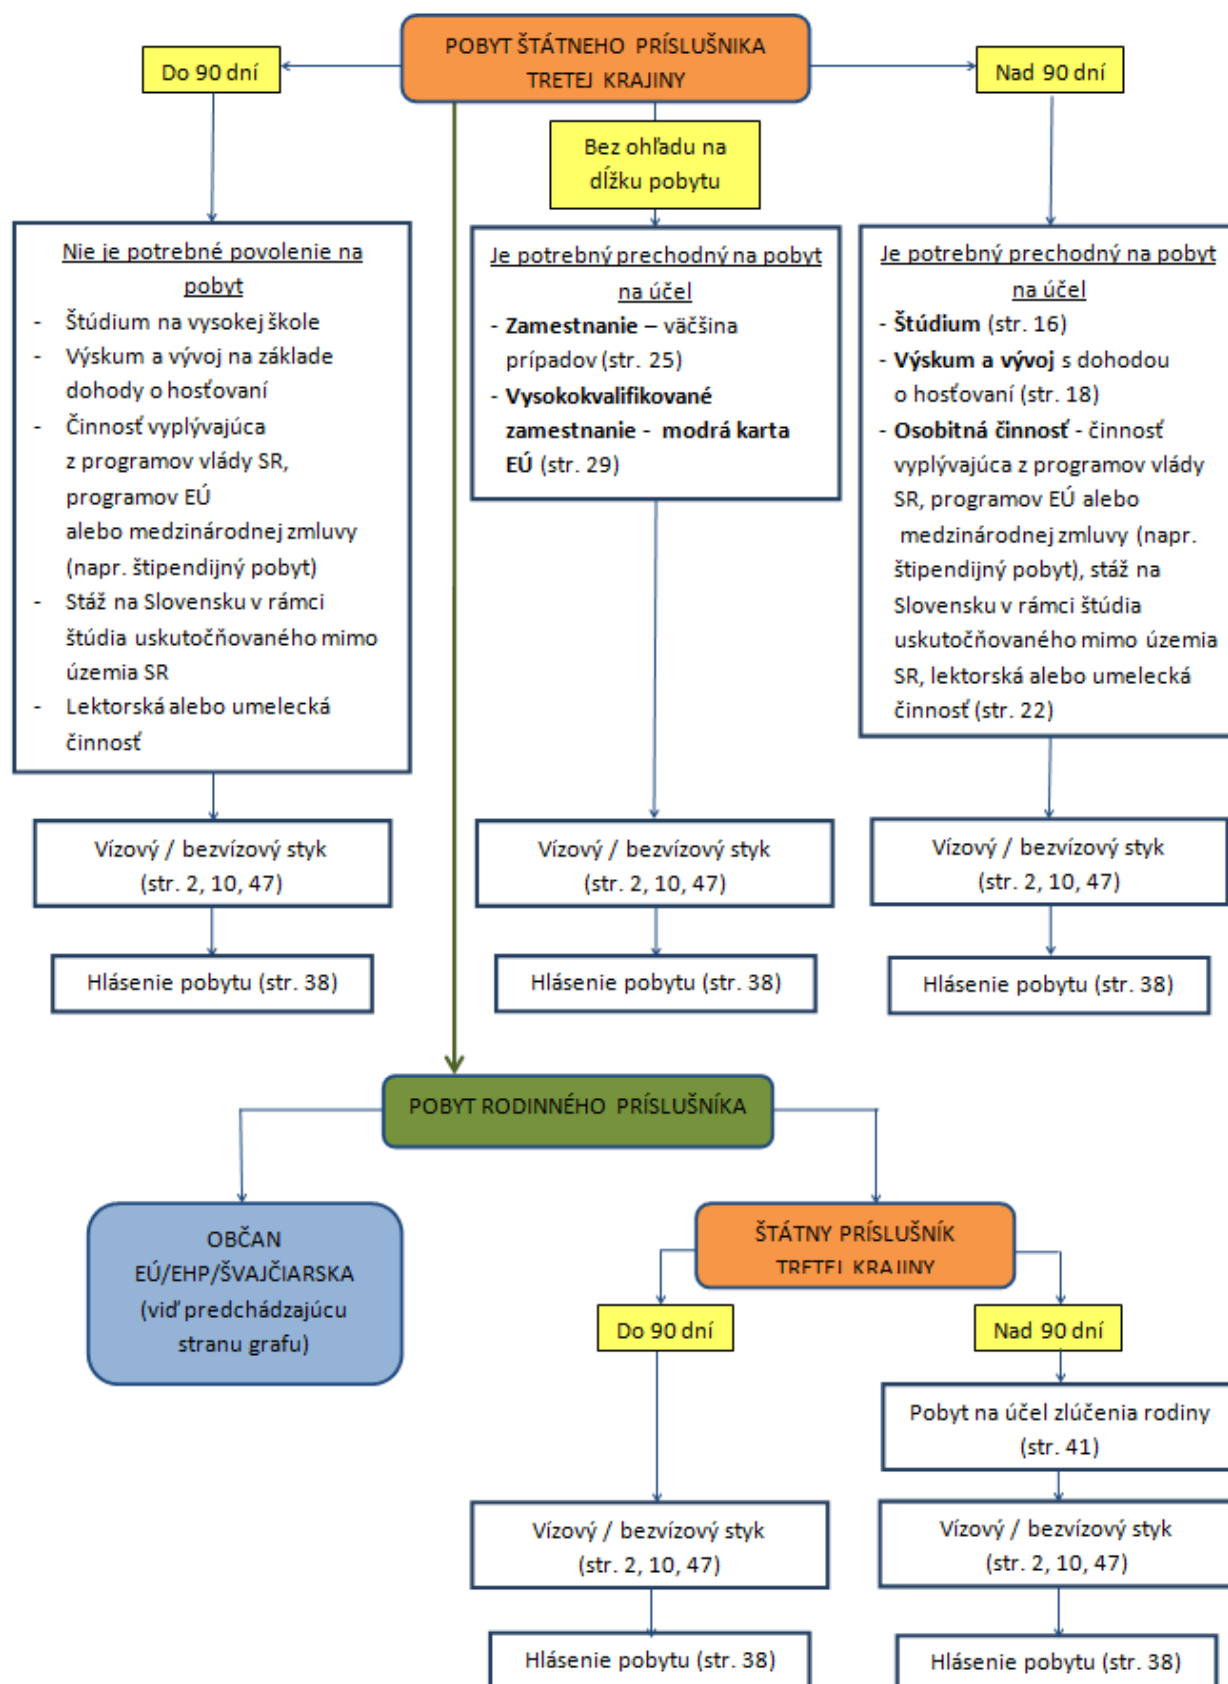 POBYT ŠTÁTNEHO PRÍSLUŠNIKA
TRETEJ KRAJINY
Do 90 dní
Nad 90 dní
Bez ohľadu na
dĺžku pobytu
Nie je potrebné povolenie na
pobyt
- Štúdium na vysokej škole
- Výskum a vývoj na základe
dohody o hosťovaní
- Činnosť vyplývajúca
z programov vlády SR,
programov EÚ
alebo medzinárodnej zmluvy
(napr. štipendijný pobyt)
- Stáž na Slovensku v rámci
štúdia uskutočňovaného mimo
územia SR
- Lektorská alebo umelecká
činnosť
Je potrebný prechodný na pobyt
na účel
- Zamestnanie – väčšina
prípadov (str. 25)
- Vysokokvalifikované
zamestnanie - modrá karta
EÚ (str. 29)
Je potrebný prechodný na pobyt
na účel
- Štúdium (str. 16)
- Výskum a vývoj s dohodou
o hosťovaní (str. 18)
- Osobitná činnosť - činnosť
vyplývajúca z programov vlády
SR, programov EÚ alebo
medzinárodnej zmluvy (napr.
štipendijný pobyt), stáž na
Slovensku v rámci štúdia
uskutočňovaného mimo územia
SR, lektorská alebo umelecká
činnosť (str. 22)
Vízový / bezvízový styk
(str. 2, 10, 47)
Vízový / bezvízový styk
(str. 2, 10, 47)
Vízový / bezvízový styk
(str. 2, 10, 47)
Hlásenie pobytu (str. 38)
Hlásenie pobytu (str. 38)
Hlásenie pobytu (str. 38)
POBYT RODINNÉHO PRÍSLUŠNÍKA
OBČAN
EÚ/EHP/ŠVAJČIARSKA
(viď predchádzajúcu
stranu grafu)
ŠTÁTNY PRÍSLUŠNÍK
TRETEJ KRAJINY
Do 90 dní
Nad 90 dní
Pobyt na účel zlúčenia rodiny
(str. 41)
Vízový / bezvízový styk
(str. 2, 10, 47)
Vízový / bezvízový styk
(str. 2, 10, 47)
Hlásenie pobytu (str. 38)
Hlásenie pobytu (str. 38)